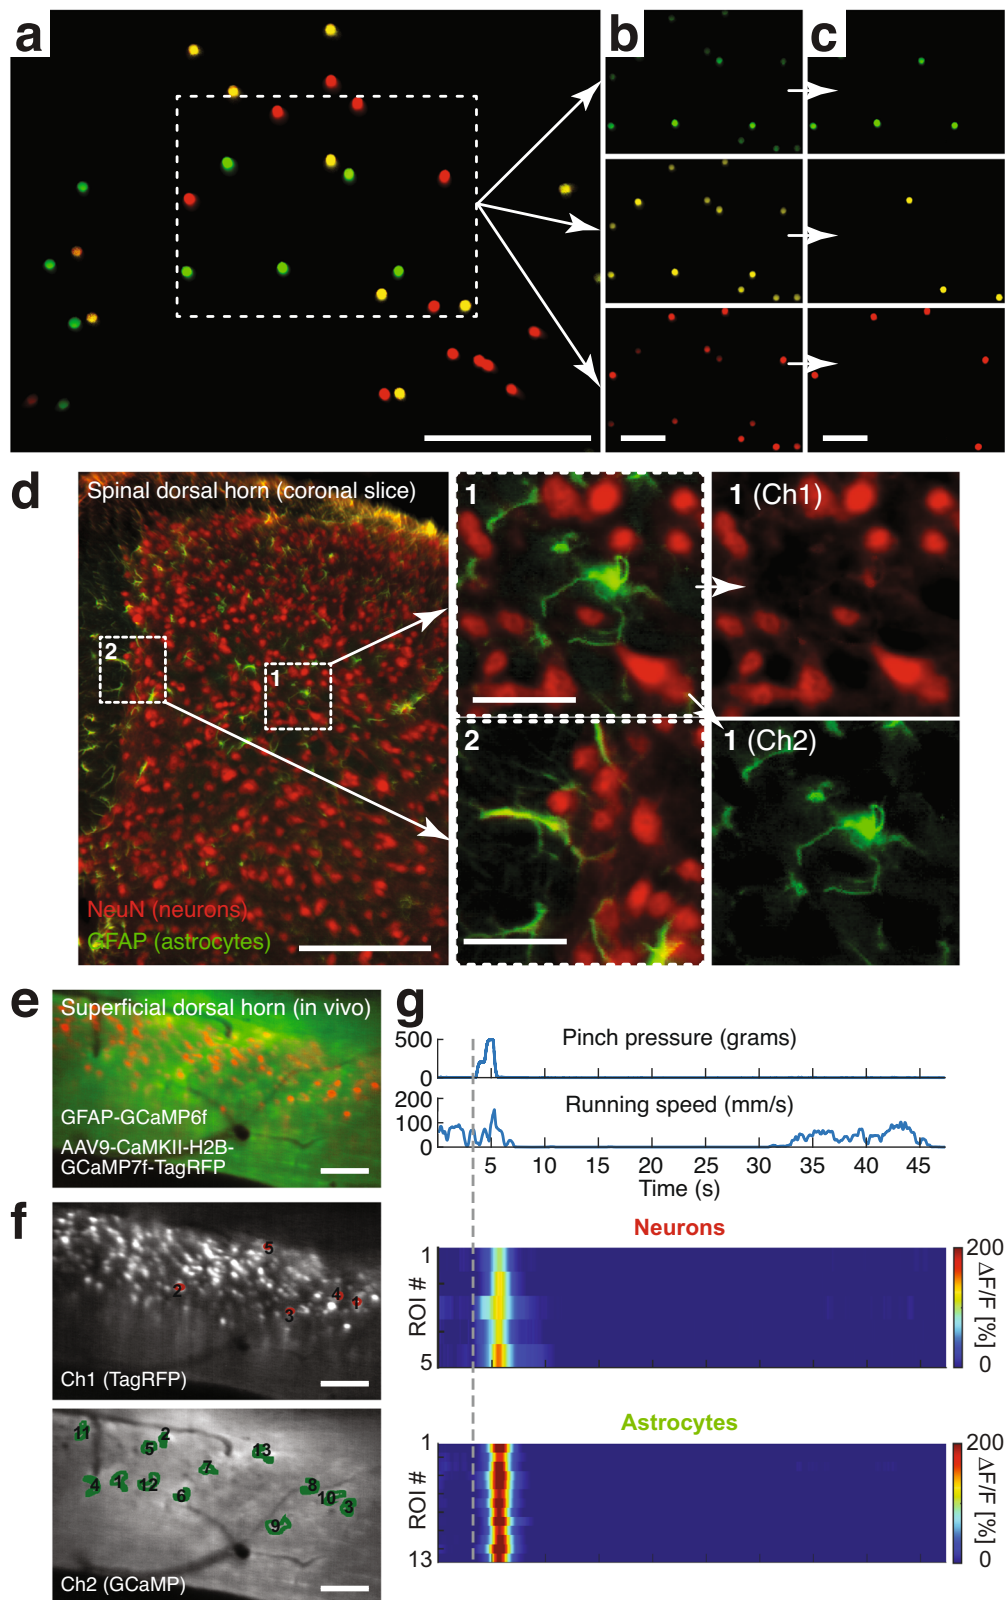 a
b
c
d
Spinal dorsal horn (coronal slice)
2
1
NeuN (neurons)
GFAP (astrocytes)
1
1 (Ch1)
2
1 (Ch2)
e
Superficial dorsal horn (in vivo)
GFAP-GCaMP6f
AAV9-CaMKII-H2B-
GCaMP7f-TagRFP
f
5
2
4
1
3
Ch1 (TagRFP)
11
2
5
13
7
4
1
12
6
8
10
3
9
Ch2 (GCaMP)
g
500
0
Pinch pressure (grams)
200
100
0
Running speed (mm/s)
5 10 15 20 25 30 35 40 45
Time (s)
Neurons
1
ROI #
5
200
ΔF/F [%]
0
Astrocytes
1
ROI #
13
200
ΔF/F [%]
0